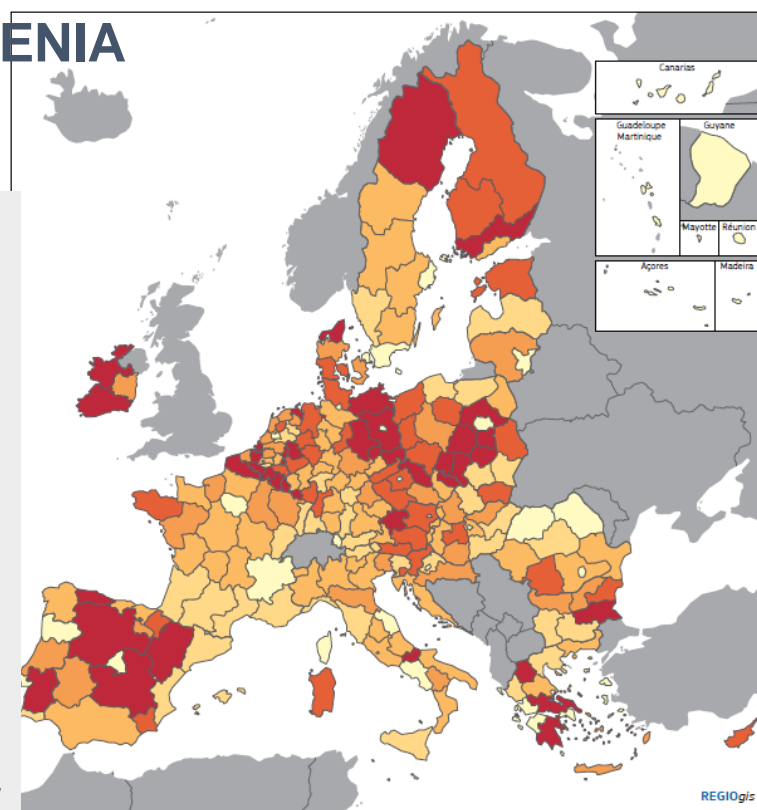 ENIA
Canarias
Guadeloupe
Martinique
Guyane
Mayotte
Réunion
Açores
Madeira
REGIOgis